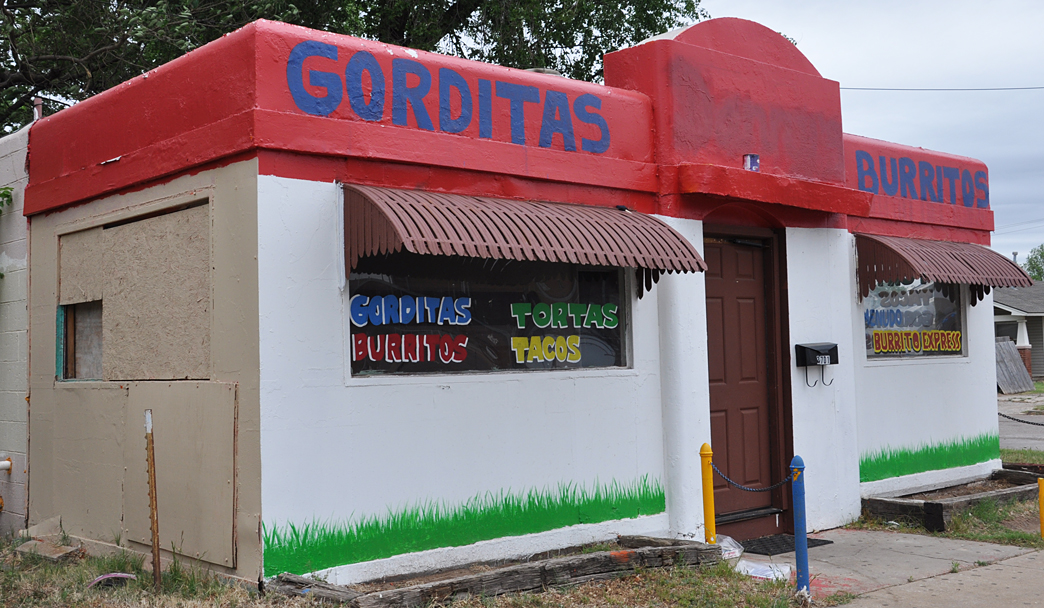 GORDITAS
BURRITOS
GORDITAS TORTAS
BURRITOS TACOS
BURRITO EXPRESS